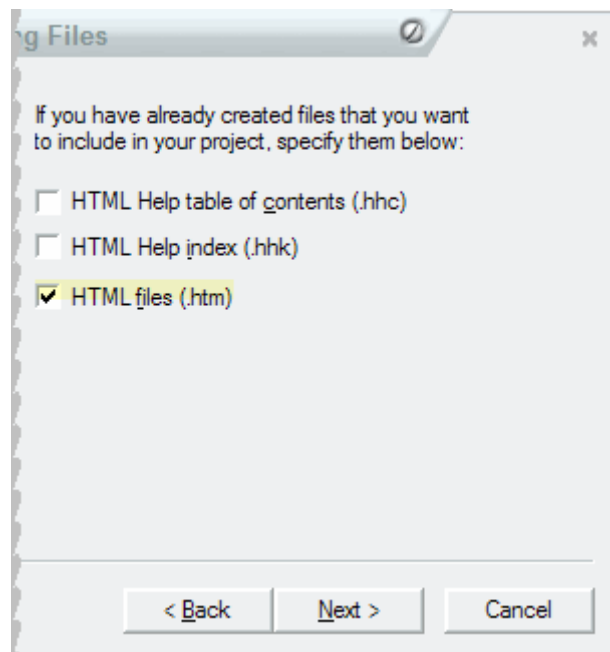 g Files
If you have already created files that you want
to include in your project, specify them below:
HTML Help table of contents (.hhc)
HTML Help index (.hhk)
HTML files (.htm)
< Back
Next >
Cancel